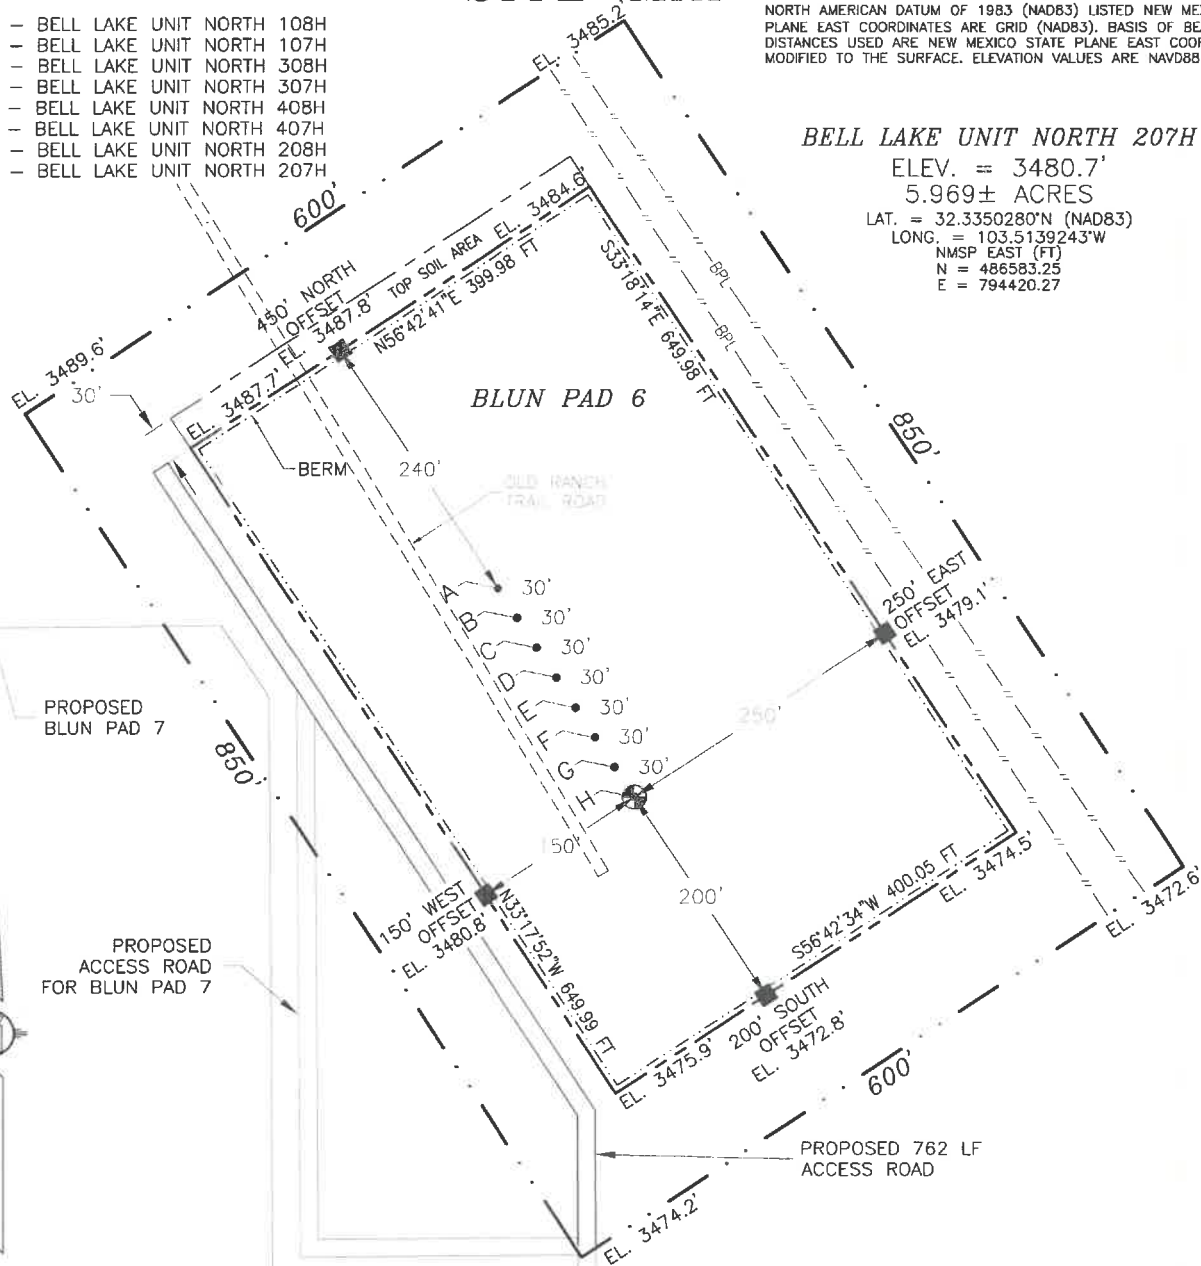 – BELL LAKE UNIT NORTH 108H
– BELL LAKE UNIT NORTH 107H
– BELL LAKE UNIT NORTH 308H
– BELL LAKE UNIT NORTH 307H
– BELL LAKE UNIT NORTH 408H
– BELL LAKE UNIT NORTH 407H
– BELL LAKE UNIT NORTH 208H
– BELL LAKE UNIT NORTH 207H
NORTH AMERICAN DATUM OF 1983 (NAD83) LISTED NEW
PLANE EAST COORDINATES ARE GRID (NAD83). BASIS OF
DISTANCES USED ARE NEW MEXICO STATE PLANE EAST
MODIFIED TO THE SURFACE. ELEVATION VALUES ARE NAVD88
BELL LAKE UNIT NORTH 207H
ELEV. = 3480.7'
5.969± ACRES
LAT. = 32.3350280°N (NAD83)
LONG. = 103.5139243°W
NMSP EAST (FT)
N = 486583.25
E = 794420.27
EL. 3485.2'
600'
EL. 3484.6'
TOP SOIL AREA
N56°42'41"E 399.98 FT
450' NORTH
OFFSET
EL. 3487.8'
EL. 3489.6'
30'
EL. 3487.7'
BERM
S33°18'14"E 649.98 FT
BPL
BPL
850'
BLUN PAD 6
240'
OLD RANCH
TRAIL ROAD
A 30'
B 30'
C 30'
D 30'
E 30'
F 30'
G 30'
H
250' EAST
OFFSET
EL. 3479.1'
250'
150'
200'
PROPOSED
BLUN PAD 7
850'
150' WEST
OFFSET
EL. 3480.8'
N33°17'52"W 649.99 FT
S56°42'34"W 400.05 FT
EL. 3474.5'
EL. 3472.6'
200' SOUTH
OFFSET
EL. 3472.8'
EL. 3475.9'
600'
PROPOSED
ACCESS ROAD
FOR BLUN PAD 7
PROPOSED 762 LF
ACCESS ROAD
EL. 3474.2'